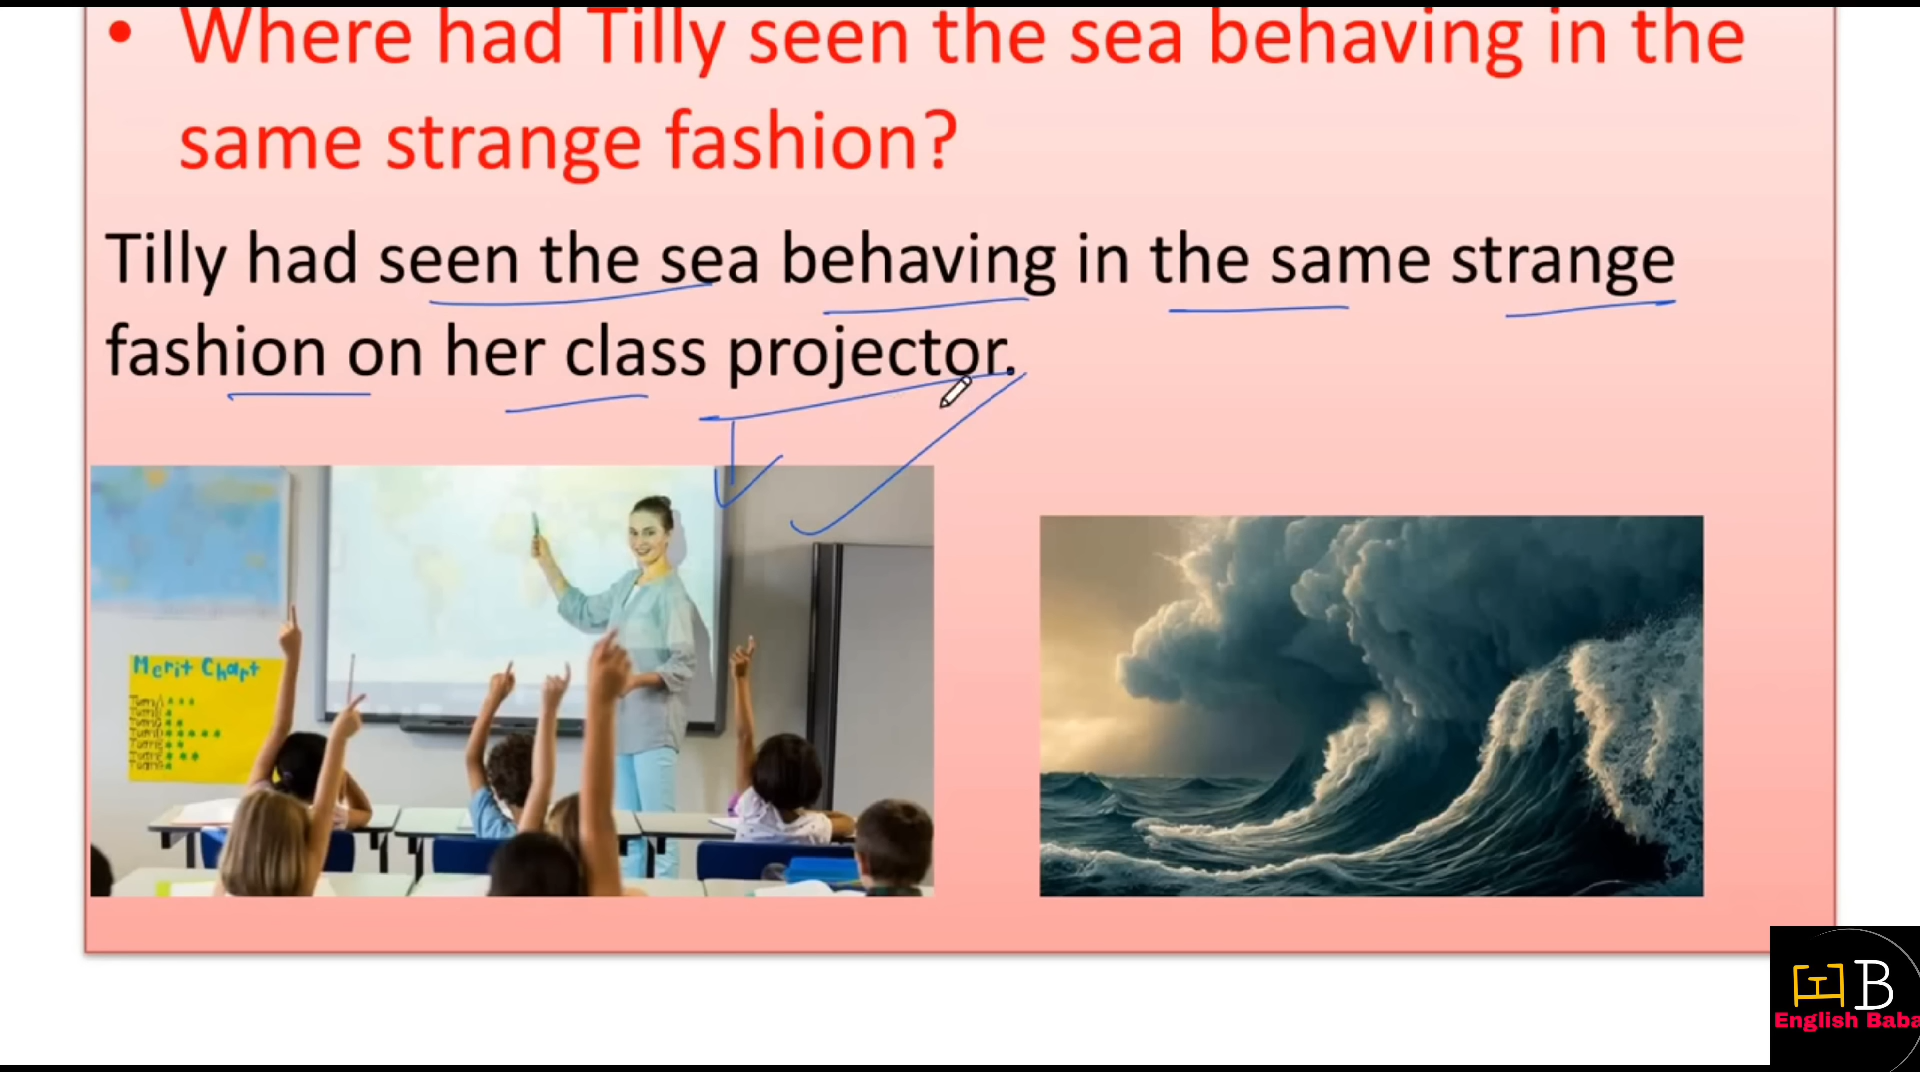 • Where had Tilly seen the sea behaving in the
same strange fashion?
Tilly had seen the sea behaving in the same strange
fashion on her class projector.
Merit Chart
B
English Baba